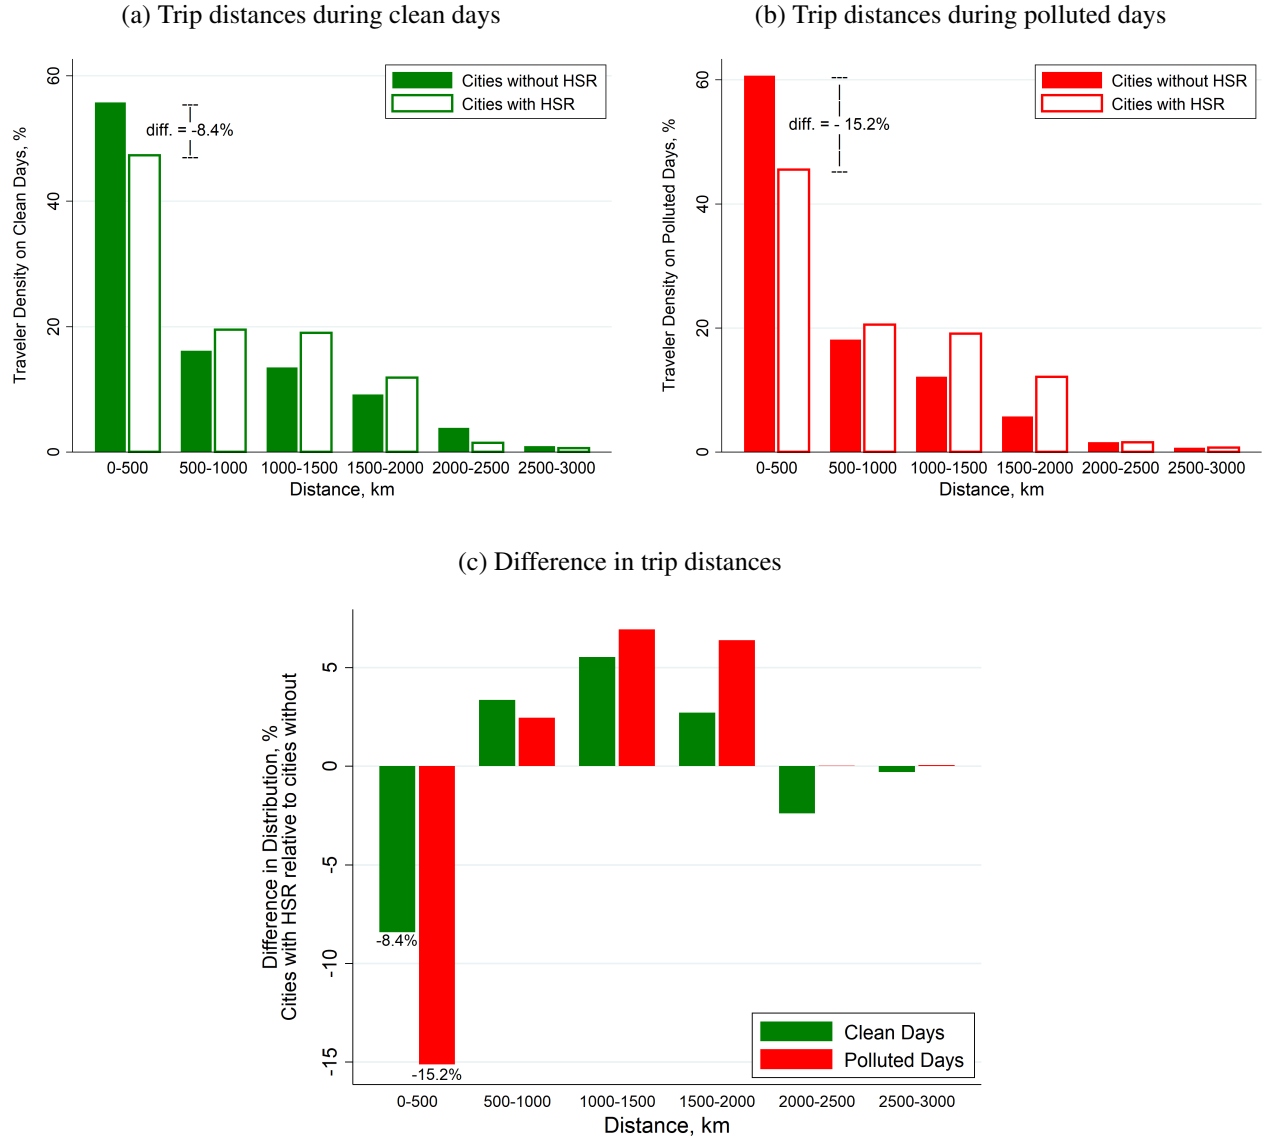 (a) Trip distances during clean days
Traveler Density on Clean Days, %
60
40
20
0
Cities without HSR
Cities with HSR
diff. = -8.4%
0-500 500-1000 1000-1500 1500-2000 2000-2500 2500-3000
Distance, km
(b) Trip distances during polluted days
Traveler Density on Polluted Days, %
60
40
20
0
Cities without HSR
Cities with HSR
diff. = - 15.2%
0-500 500-1000 1000-1500 1500-2000 2000-2500 2500-3000
Distance, km
(c) Difference in trip distances
Difference in Distribution, %
Cities with HSR relative to cities without
5
0
-5
-10
-15
-8.4%
-15.2%
Clean Days
Polluted Days
0-500 500-1000 1000-1500 1500-2000 2000-2500 2500-3000
Distance, km